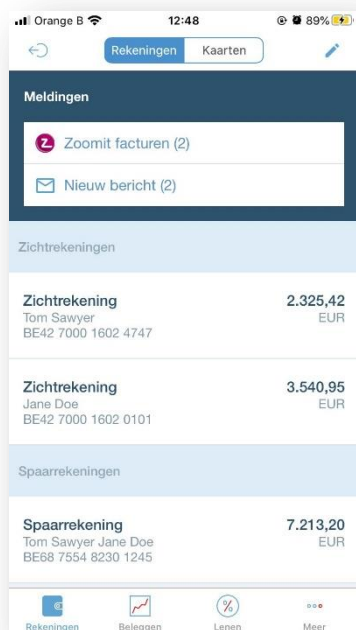 Orange B 12:48 89%
Rekeningen Kaarten
Meldingen
Z Zoomit facturen (2)
Nieuw bericht (2)
Zichtrekeningen
Zichtrekening 2.325,42
Tom Sawyer EUR
BE42 7000 1602 4747
Zichtrekening 3.540,95
Jane Doe EUR
BE42 7000 1602 0101
Spaarrekeningen
Spaarrekening 7.213,20
Tom Sawyer Jane Doe EUR
BE68 7554 8230 1245
Rekeningen Beleggen Lenen Meer